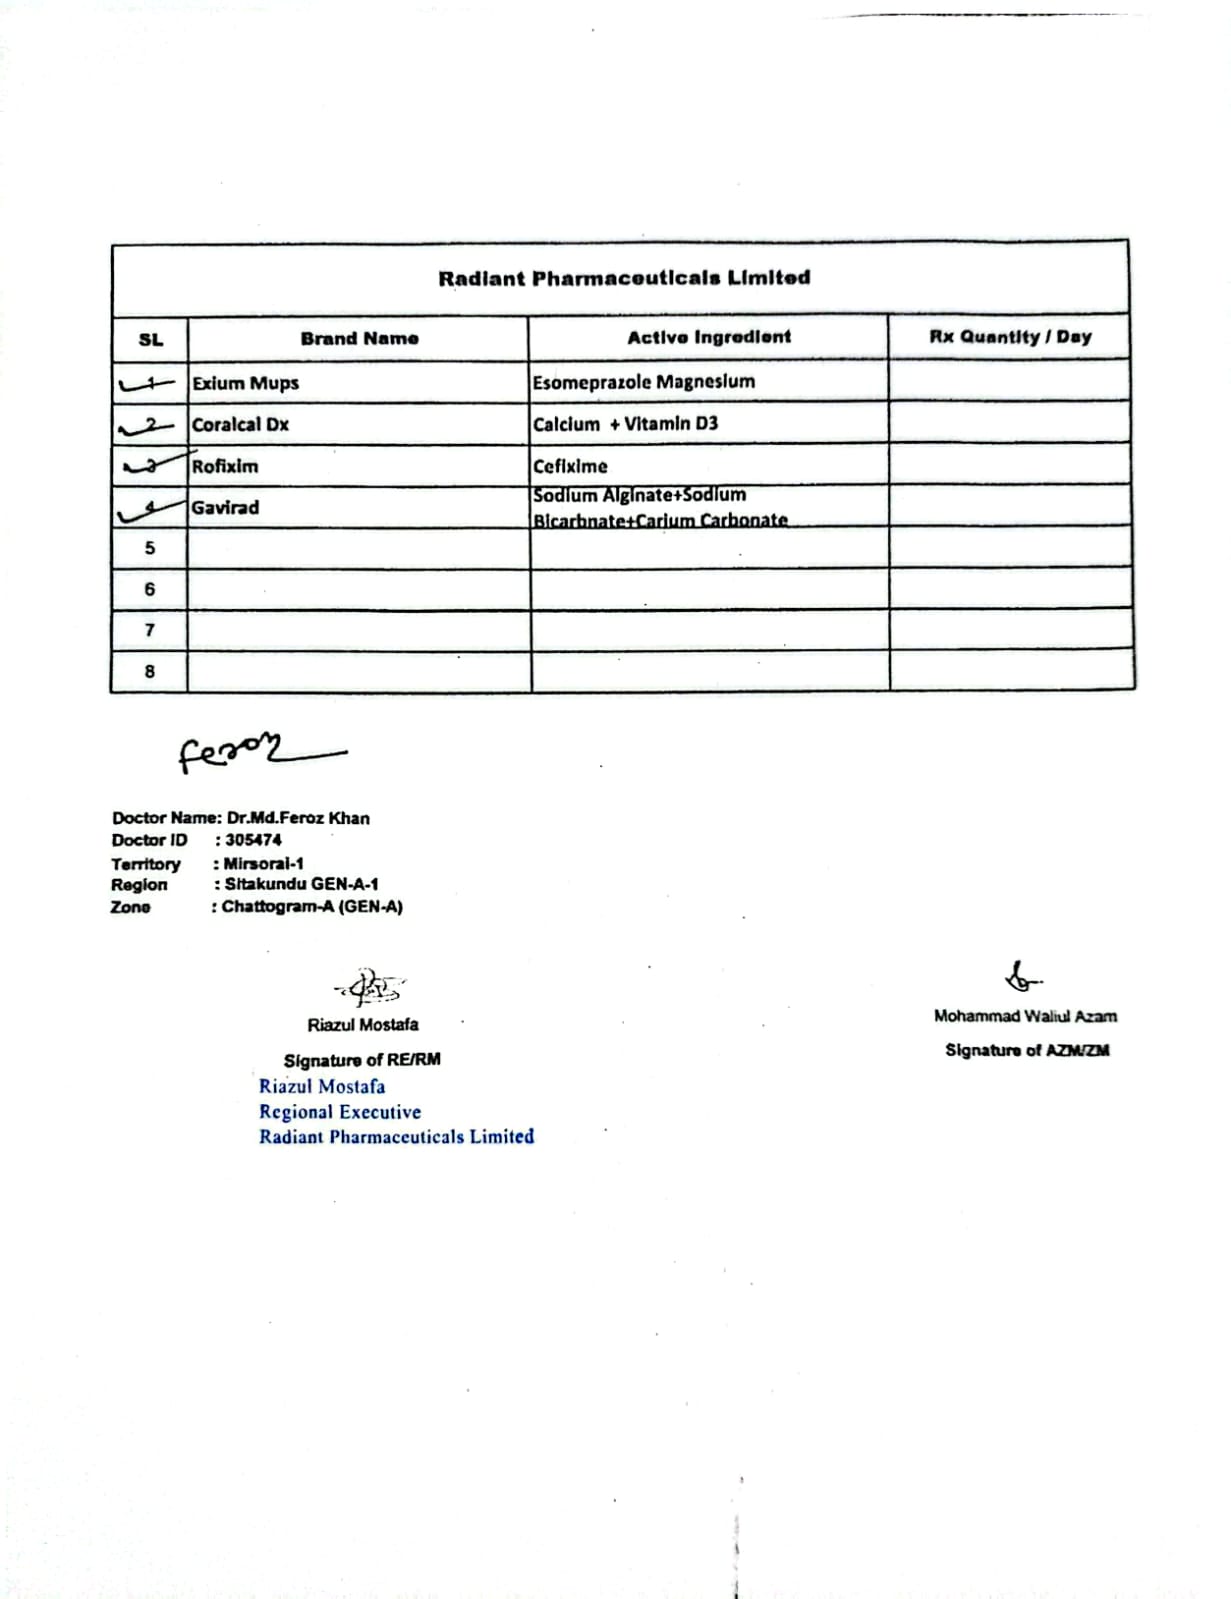 Radiant Pharmaceuticals Limited
SL Brand Name Active Ingredient Rx Quantity / Day
1 Exium Mups Esomeprazole Magnesium
2 Coralcal Dx Calcium + Vitamin D3
3 Rofixim Cefixime
4 Gavirad Sodium Alginate+Sodium
Bicarbnate+Carium Carbonate
5
6
7
8
Feroz
Doctor Name: Dr.Md.Feroz Khan
Doctor ID : 305474
Territory : Mirsorai-1
Region : Sitakundu GEN-A-1
Zone : Chattogram-A (GEN-A)
Riazul Mostafa
Mohammad Waliul Azam
Signature of RE/RM
Signature of AZM/ZM
Riazul Mostafa
Regional Executive
Radiant Pharmaceuticals Limited